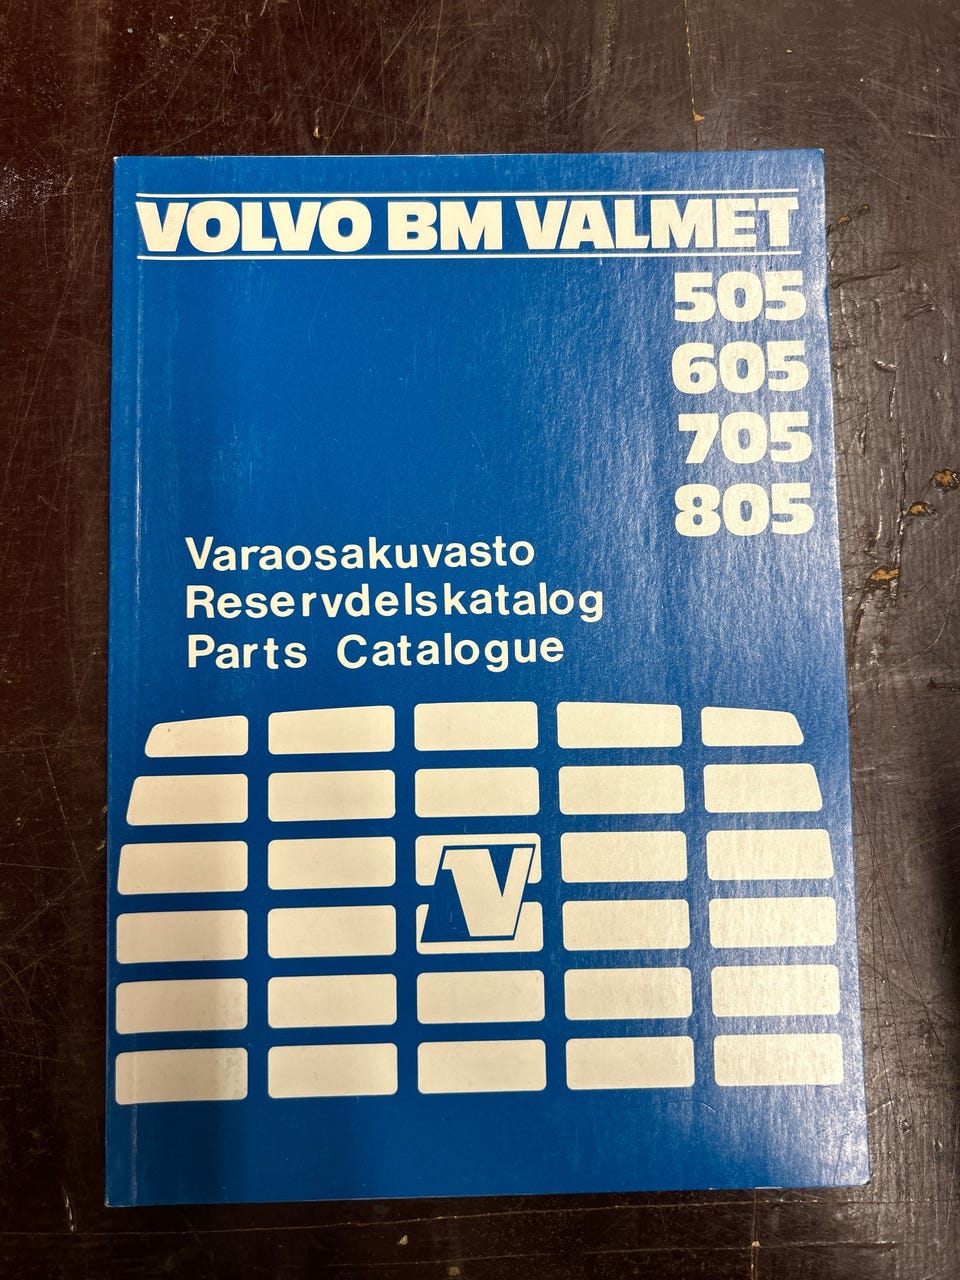 VOLVO BM VALMET
505
605
705
805
Varaosakuvasto
Reservdelskatalog
Parts Catalogue
V